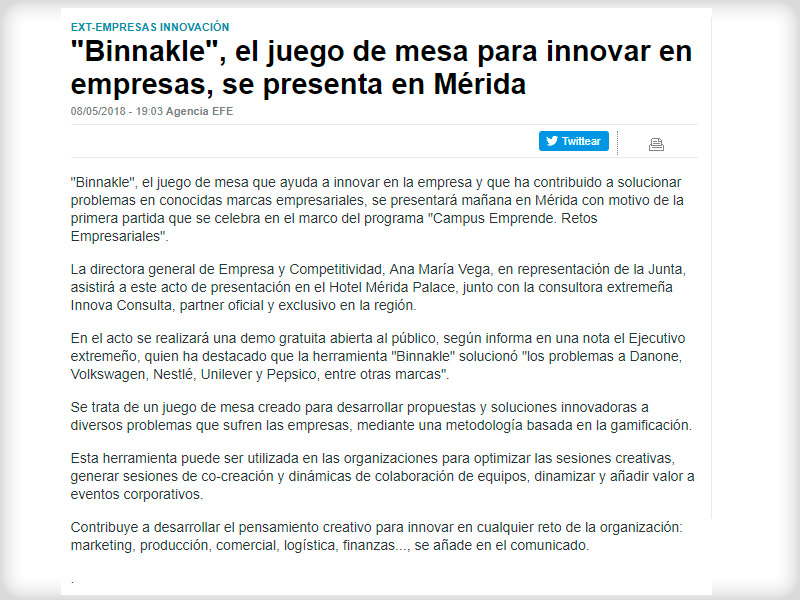 EXT-EMPRESAS INNOVACIÓN
"Binnakle", el juego de mesa para innovar en
empresas, se presenta en Mérida
08/05/2018 - 19:03 Agencia EFE
Twittear
"Binnakle", el juego de mesa que ayuda a innovar en la empresa y que ha contribuido a solucionar
problemas en conocidas marcas empresariales, se presentará mañana en Mérida con motivo de la
primera partida que se celebra en el marco del programa "Campus Emprende. Retos
Empresariales".
La directora general de Empresa y Competitividad, Ana María Vega, en representación de la Junta,
asistirá a este acto de presentación en el Hotel Mérida Palace, junto con la consultora extremeña
Innova Consulta, partner oficial y exclusivo en la región.
En el acto se realizará una demo gratuita abierta al público, según informa en una nota el Ejecutivo
extremeño, quien ha destacado que la herramienta "Binnakle" solucionó "los problemas a Danone,
Volkswagen, Nestlé, Unilever y Pepsico, entre otras marcas".
Se trata de un juego de mesa creado para desarrollar propuestas y soluciones innovadoras a
diversos problemas que sufren las empresas, mediante una metodología basada en la gamificación.
Esta herramienta puede ser utilizada en las organizaciones para optimizar las sesiones creativas,
generar sesiones de co-creación y dinámicas de colaboración de equipos, dinamizar y añadir valor a
eventos corporativos.
Contribuye a desarrollar el pensamiento creativo para innovar en cualquier reto de la organización:
marketing, producción, comercial, logística, finanzas..., se añade en el comunicado.
.